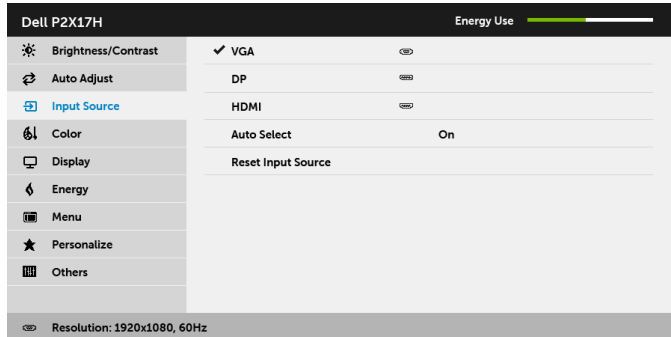 Dell P2X17H Energy Use
Brightness/Contrast VGA
Auto Adjust DP
Input Source HDMI
Color Auto Select On
Display Reset Input Source
Energy
Menu
Personalize
Others
Resolution: 1920x1080, 60Hz